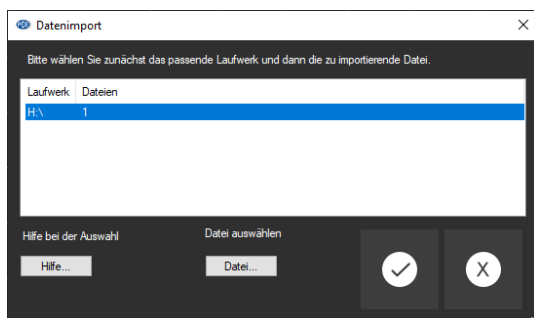 Datenimport
Bitte wählen Sie zunächst das passende Laufwerk und dann die zu importierende Datei.
Laufwerk Dateien
H:\ 1
Hilfe bei der Auswahl
Datei auswählen
Hilfe...
Datei...
X